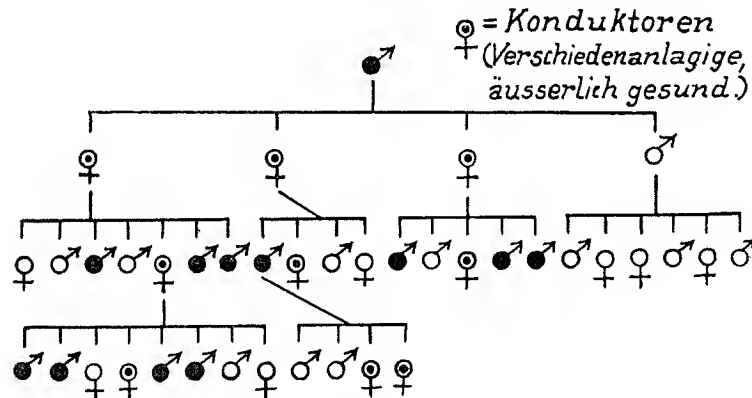 = Konduktoren
(Verschiedenanlagige,
äusserlich gesund.)